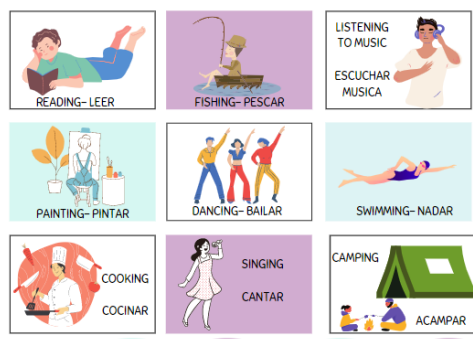 READING- LEER
FISHING- PESCAR
LISTENING
TO MUSIC
ESCUCHAR
MUSICA
PAINTING- PINTAR
DANCING- BAILAR
SWIMMING- NADAR
COOKING
COCINAR
SINGING
CANTAR
CAMPING
ACAMPAR